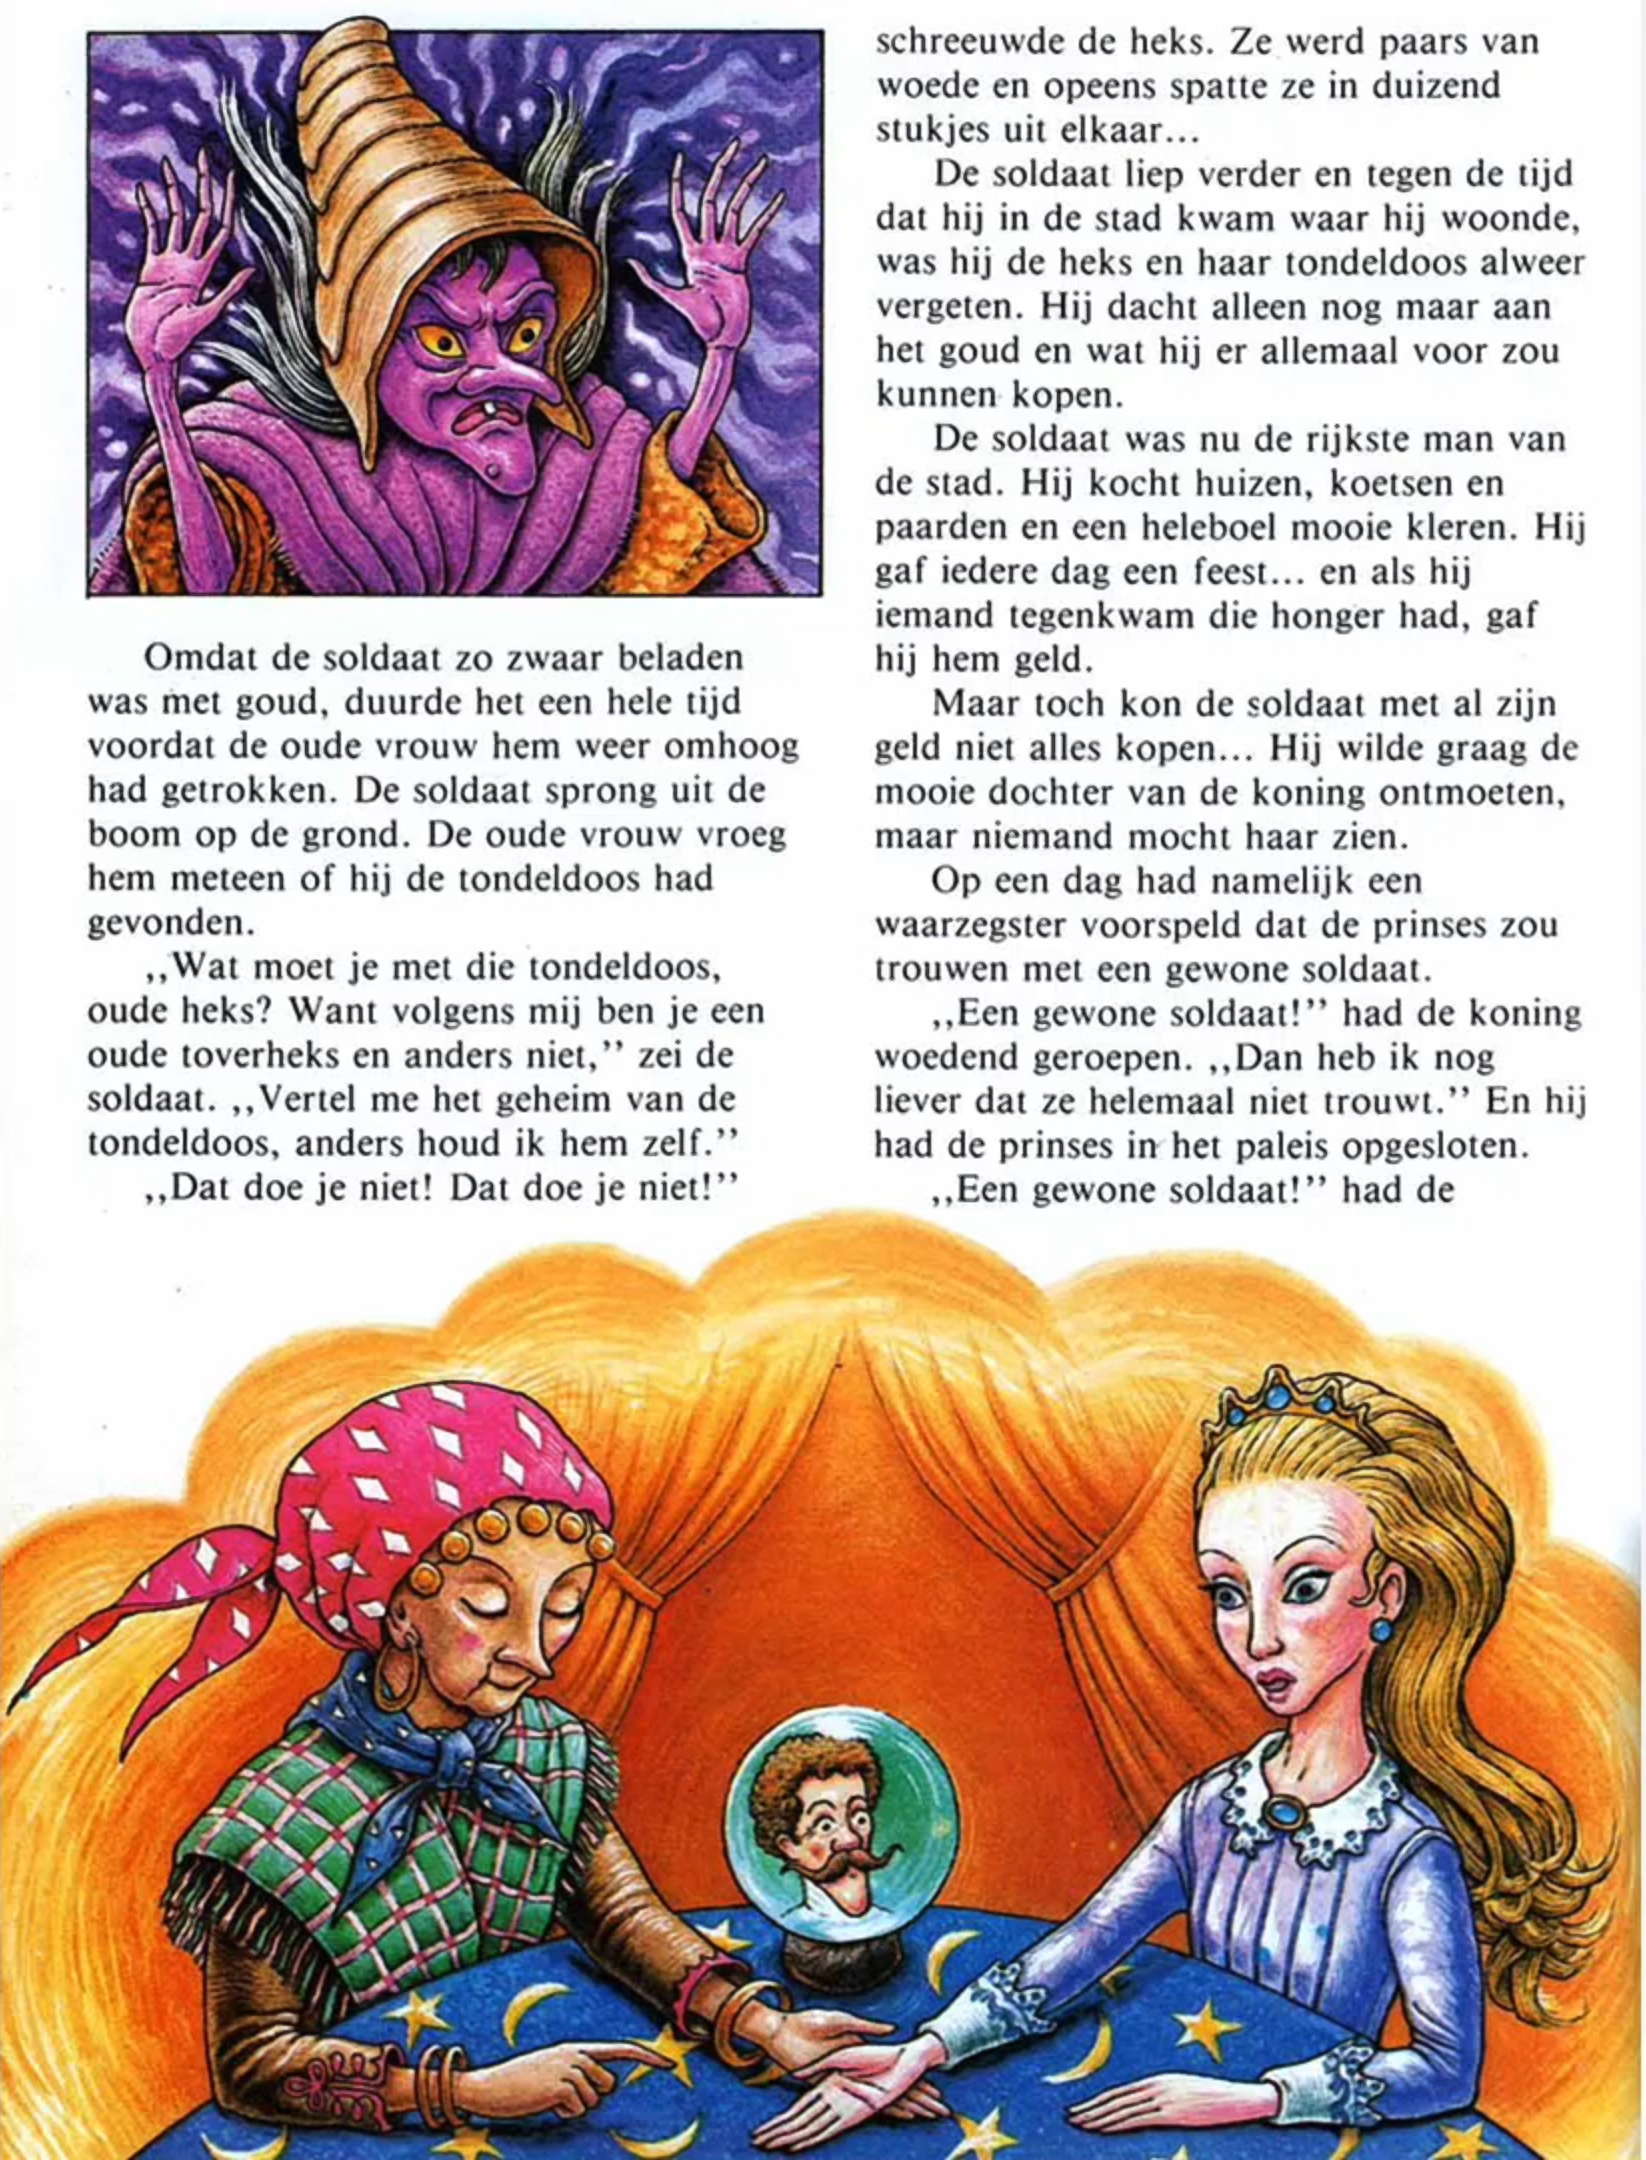 Omdat de soldaat zo zwaar beladen
was met goud, duurde het een hele tijd
voordat de oude vrouw hem weer omhoog
had getrokken. De soldaat sprong uit de
boom op de grond. De oude vrouw vroeg
hem meteen of hij de tondeldoos had
gevonden.
,,Wat moet je met die tondeldoos,
oude heks? Want volgens mij ben je een
oude toverheks en anders niet,’’ zei de
soldaat. ,,Vertel me het geheim van de
tondeldoos, anders houd ik hem zelf.’’
,,Dat doe je niet! Dat doe je niet!’’
schreeuwde de heks. Ze werd paars van
woede en opeens spatte ze in duizend
stukjes uit elkaar...
De soldaat liep verder en tegen de tijd
dat hij in de stad kwam waar hij woonde,
was hij de heks en haar tondeldoos alweer
vergeten. Hij dacht alleen nog maar aan
het goud en wat hij er allemaal voor zou
kunnen kopen.
De soldaat was nu de rijkste man van
de stad. Hij kocht huizen, koetsen en
paarden en een heleboel mooie kleren. Hij
gaf iedere dag een feest... en als hij
iemand tegenkwam die honger had, gaf
hij hem geld.
Maar toch kon de soldaat met al zijn
geld niet alles kopen... Hij wilde graag de
mooie dochter van de koning ontmoeten,
maar niemand mocht haar zien.
Op een dag had namelijk een
waarzegster voorspeld dat de prinses zou
trouwen met een gewone soldaat.
,,Een gewone soldaat!’’ had de koning
woedend geroepen. ,,Dan heb ik nog
liever dat ze helemaal niet trouwt.’’ En hij
had de prinses in het paleis opgesloten.
,,Een gewone soldaat!’’ had de